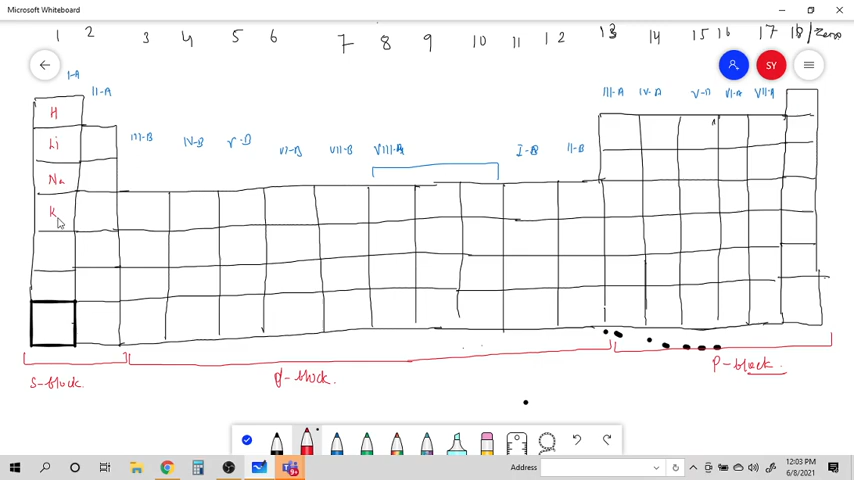 Microsoft Whiteboard
1 2 3 4 5 6 7 8 9 10 11 12 13 14 15 16 17 18/zero
SY
I-A
II-A
III-A IV-A V-A VI-A VII-A
III-B IV-B V-B VI-B VII-B VIII-B I-B II-B
H
Li
Na
K
S-block.
d-block.
P-block.
Address
12:03 PM
6/8/2021